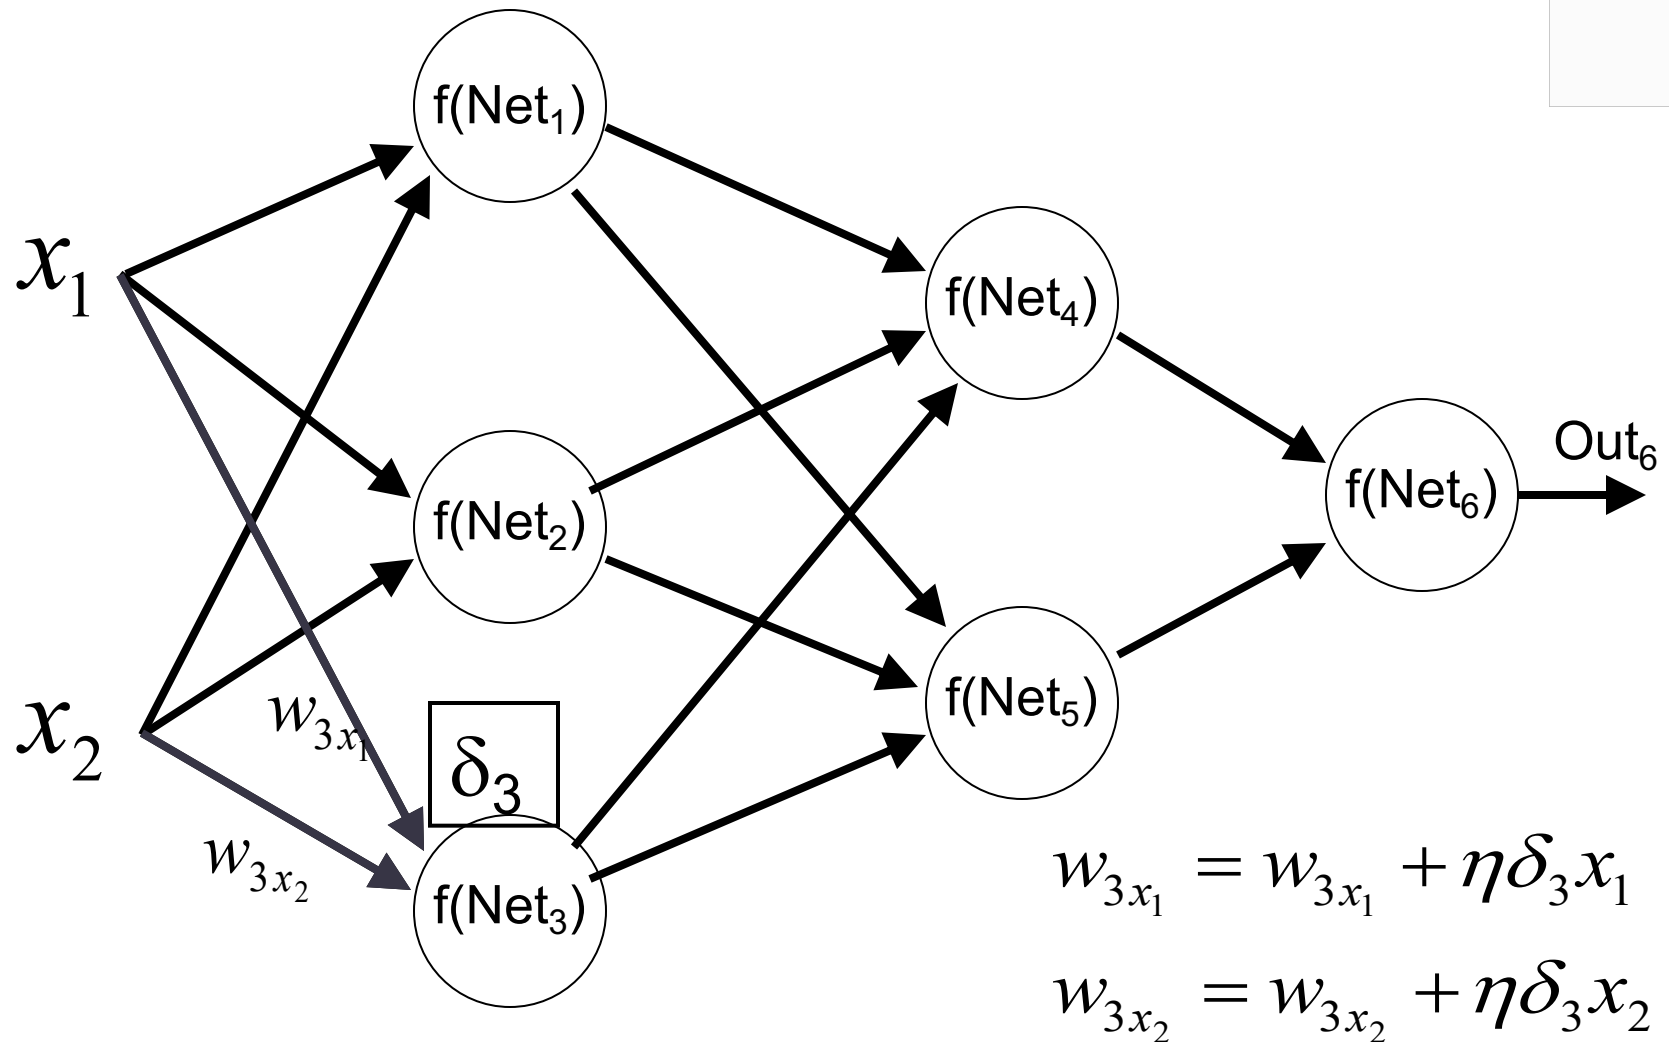 f(Net₁)
x₁
f(Net₄)
Out₆
f(Net₆)
f(Net₂)
x₂
w₃ₓ₁
δ₃
f(Net₅)
w₃ₓ₂
f(Net₃)
w₃ₓ₁ = w₃ₓ₁ + ηδ₃x₁
w₃ₓ₂ = w₃ₓ₂ + ηδ₃x₂